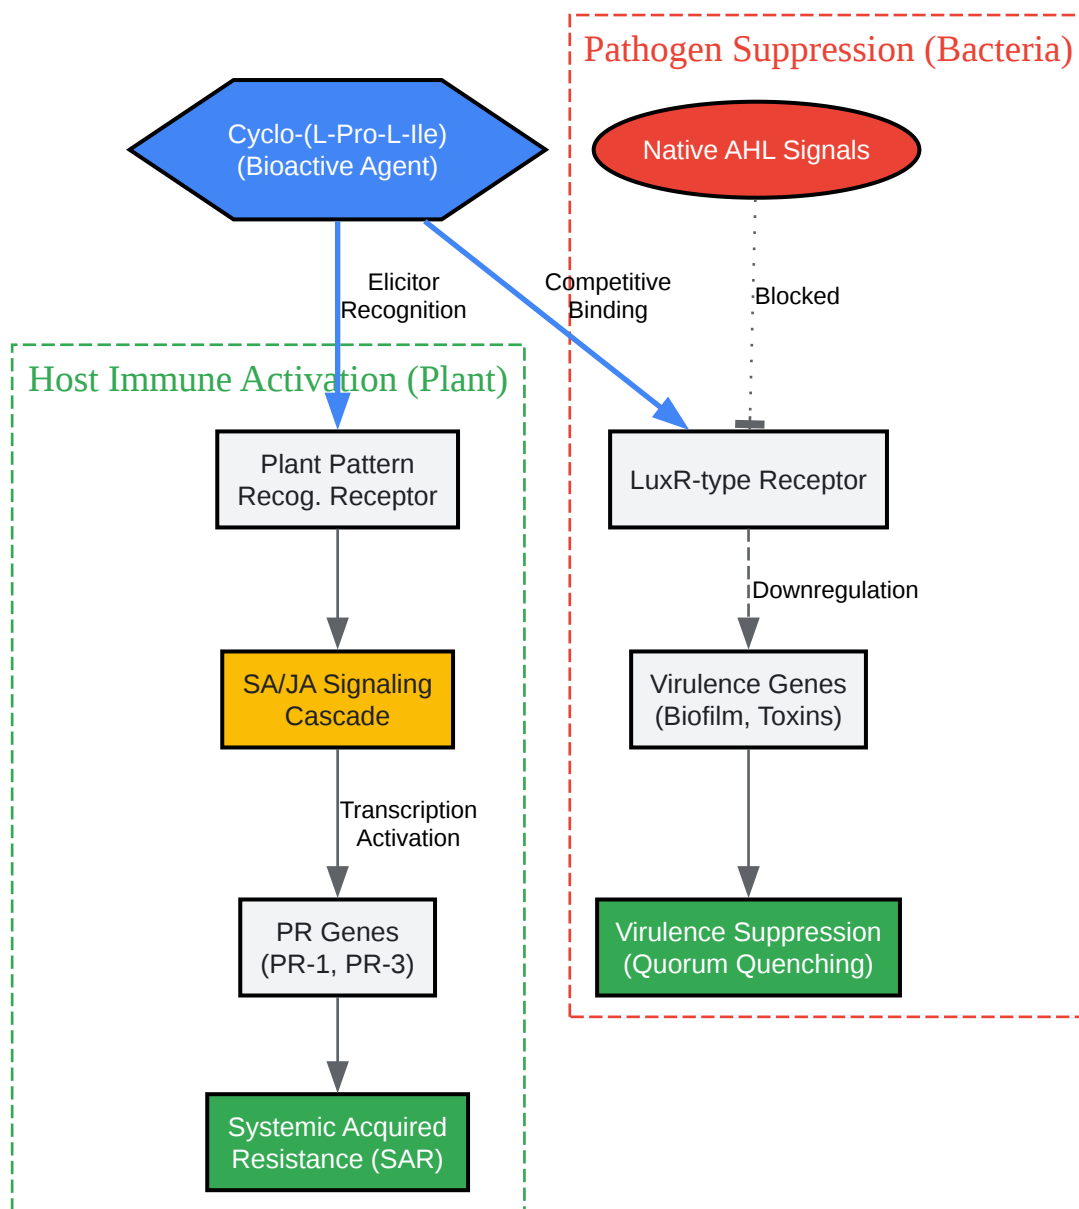 Pathogen Suppression (Bacteria)
Cyclo-(L-Pro-L-Ile)
(Bioactive Agent)
Native AHL Signals
Elicitor
Recognition
Competitive
Binding
Blocked
Host Immune Activation (Plant)
Plant Pattern
Recog. Receptor
LuxR-type Receptor
Downregulation
SA/JA Signaling
Cascade
Virulence Genes
(Biofilm, Toxins)
Transcription
Activation
PR Genes
(PR-1, PR-3)
Virulence Suppression
(Quorum Quenching)
Systemic Acquired
Resistance (SAR)